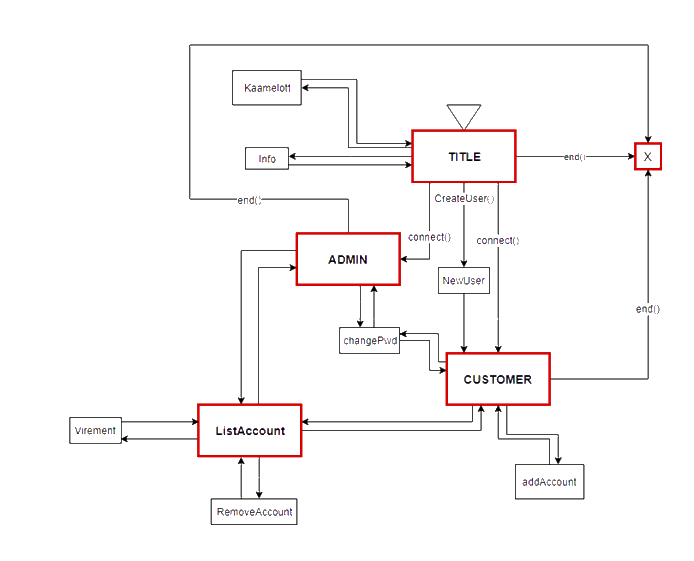 Kaamelott
Info
TITLE
end()
X
CreateUser()
end()
connect()
connect()
ADMIN
NewUser
end()
changePwd
CUSTOMER
Virement
ListAccount
addAccount
RemoveAccount